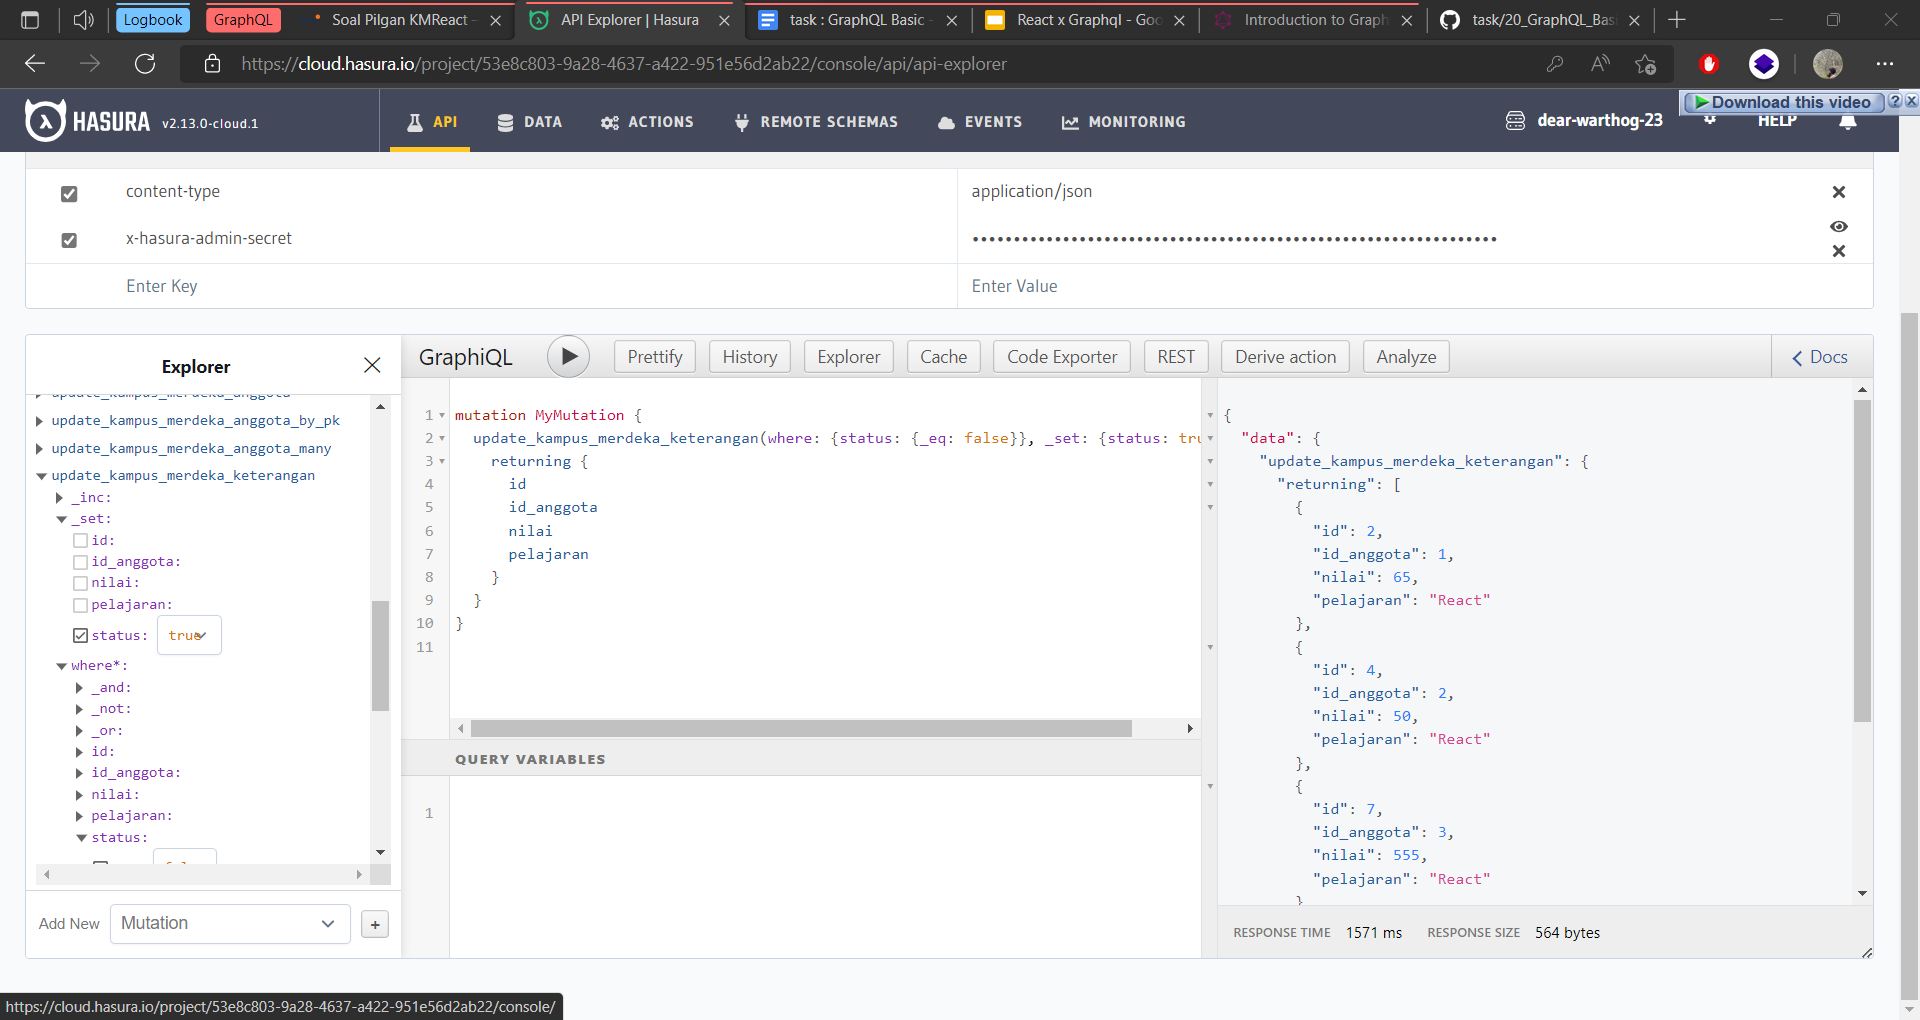 Logbook
GraphQL
Soal Pilgan KMReact -
API Explorer | Hasura
task : GraphQL Basic -
React x Graphql - Goo
Introduction to Graph
task/20_GraphQL_Bas
https://cloud.hasura.io/project/53e8c803-9a28-4637-a422-951e56d2ab22/console/api/api-explorer
HASURA v2.13.0-cloud.1
API
DATA
ACTIONS
REMOTE SCHEMAS
EVENTS
MONITORING
dear-warthog-23
HELP
Download this video
?
X
content-type
application/json
x-hasura-admin-secret
••••••••••••••••••••••••••••••••••••••••••••••••••••••••••••••••
Enter Key
Enter Value
Explorer
GraphiQL
Prettify
History
Explorer
Cache
Code Exporter
REST
Derive action
Analyze
Docs
update_kampus_merdeka_anggota
update_kampus_merdeka_anggota_by_pk
update_kampus_merdeka_anggota_many
update_kampus_merdeka_keterangan
_inc:
_set:
id:
id_anggota:
nilai:
pelajaran:
status: true
where*:
_and:
_not:
_or:
id:
id_anggota:
nilai:
pelajaran:
status:
Add New
Mutation
+
1 mutation MyMutation {
2 update_kampus_merdeka_keterangan(where: {status: {_eq: false}}, _set: {status: tru
3 returning {
4 id
5 id_anggota
6 nilai
7 pelajaran
8 }
9 }
10 }
11
QUERY VARIABLES
1
{
"data": {
"update_kampus_merdeka_keterangan": {
"returning": [
{
"id": 2,
"id_anggota": 1,
"nilai": 65,
"pelajaran": "React"
},
{
"id": 4,
"id_anggota": 2,
"nilai": 50,
"pelajaran": "React"
},
{
"id": 7,
"id_anggota": 3,
"nilai": 555,
"pelajaran": "React"
}
RESPONSE TIME 1571 ms RESPONSE SIZE 564 bytes
https://cloud.hasura.io/project/53e8c803-9a28-4637-a422-951e56d2ab22/console/